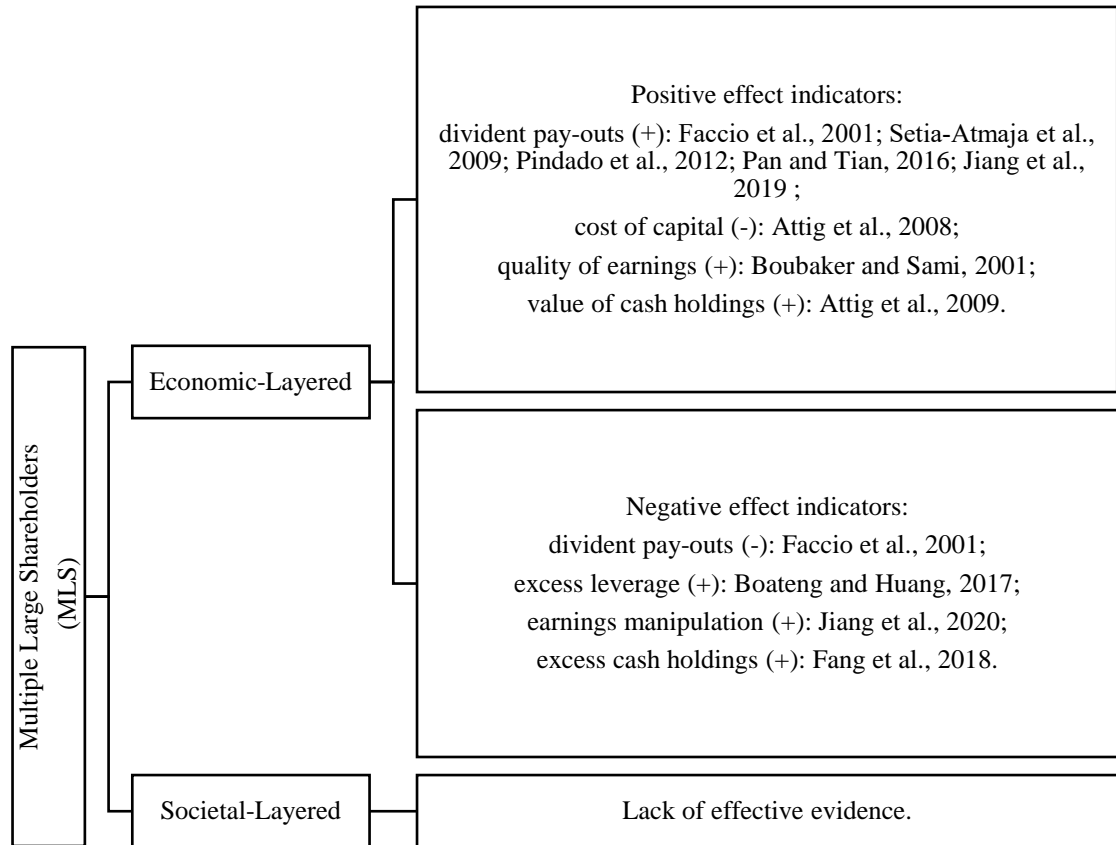 Multiple Large Shareholders
(MLS)
Economic-Layered
Positive effect indicators:
divident pay-outs (+): Faccio et al., 2001; Setia-Atmaja et al.,
2009; Pindado et al., 2012; Pan and Tian, 2016; Jiang et al.,
2019 ;
cost of capital (-): Attig et al., 2008;
quality of earnings (+): Boubaker and Sami, 2001;
value of cash holdings (+): Attig et al., 2009.
Negative effect indicators:
divident pay-outs (-): Faccio et al., 2001;
excess leverage (+): Boateng and Huang, 2017;
earnings manipulation (+): Jiang et al., 2020;
excess cash holdings (+): Fang et al., 2018.
Societal-Layered
Lack of effective evidence.